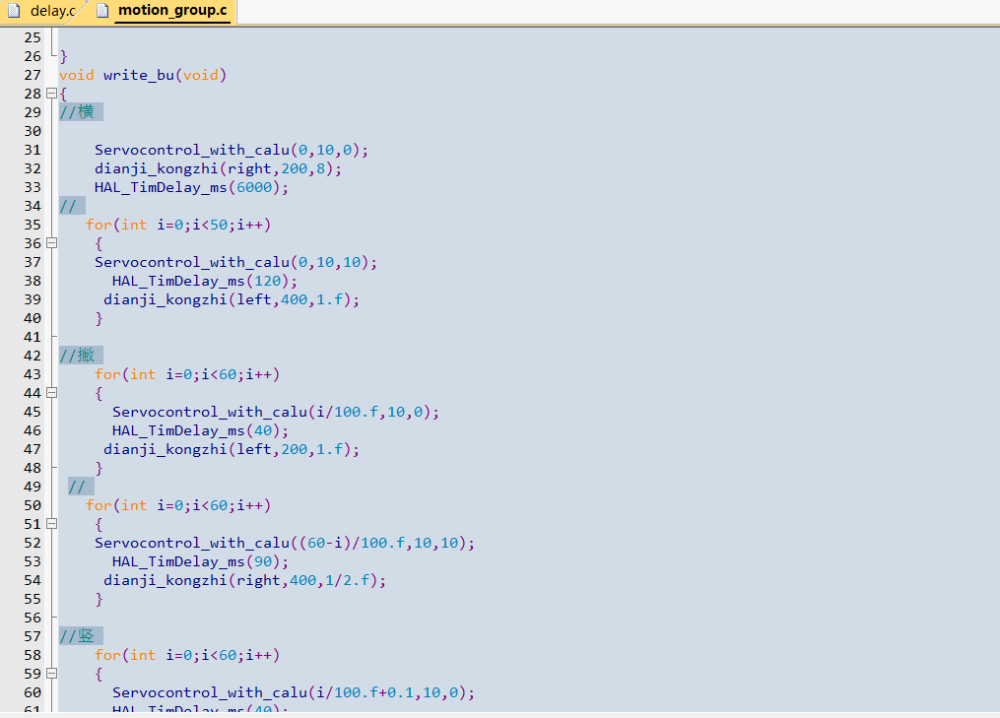 delay.c motion_group.c
25
26 }
27 void write_bu(void)
28 {
29 //横
30
31 Servocontrol_with_calu(0,10,0);
32 dianji_kongzhi(right,200,8);
33 HAL_TimDelay_ms(6000);
34 //
35 for(int i=0;i<50;i++)
36 {
37 Servocontrol_with_calu(0,10,10);
38 HAL_TimDelay_ms(120);
39 dianji_kongzhi(left,400,1.f);
40 }
41
42 //撇
43 for(int i=0;i<60;i++)
44 {
45 Servocontrol_with_calu(i/100.f,10,0);
46 HAL_TimDelay_ms(40);
47 dianji_kongzhi(left,200,1.f);
48 }
49 //
50 for(int i=0;i<60;i++)
51 {
52 Servocontrol_with_calu((60-i)/100.f,10,10);
53 HAL_TimDelay_ms(90);
54 dianji_kongzhi(right,400,1/2.f);
55 }
56
57 //竖
58 for(int i=0;i<60;i++)
59 {
60 Servocontrol_with_calu(i/100.f+0.1,10,0);
61 HAL_TimDelay_ms(40);